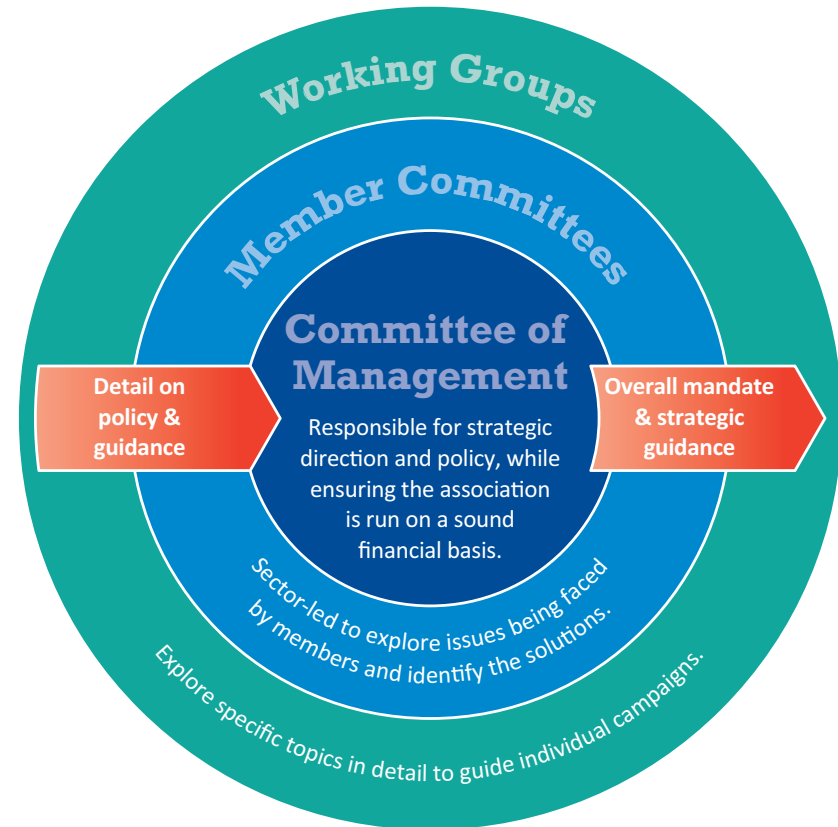 Working Groups
Member Committees
Committee of
Management
Responsible for strategic
direction and policy, while
ensuring the association
is run on a sound
financial basis.
Detail on
policy &
guidance
Overall mandate
& strategic
guidance
Sector-led to explore issues being faced
by members and identify the solutions.
Explore specific topics in detail to guide individual campaigns.